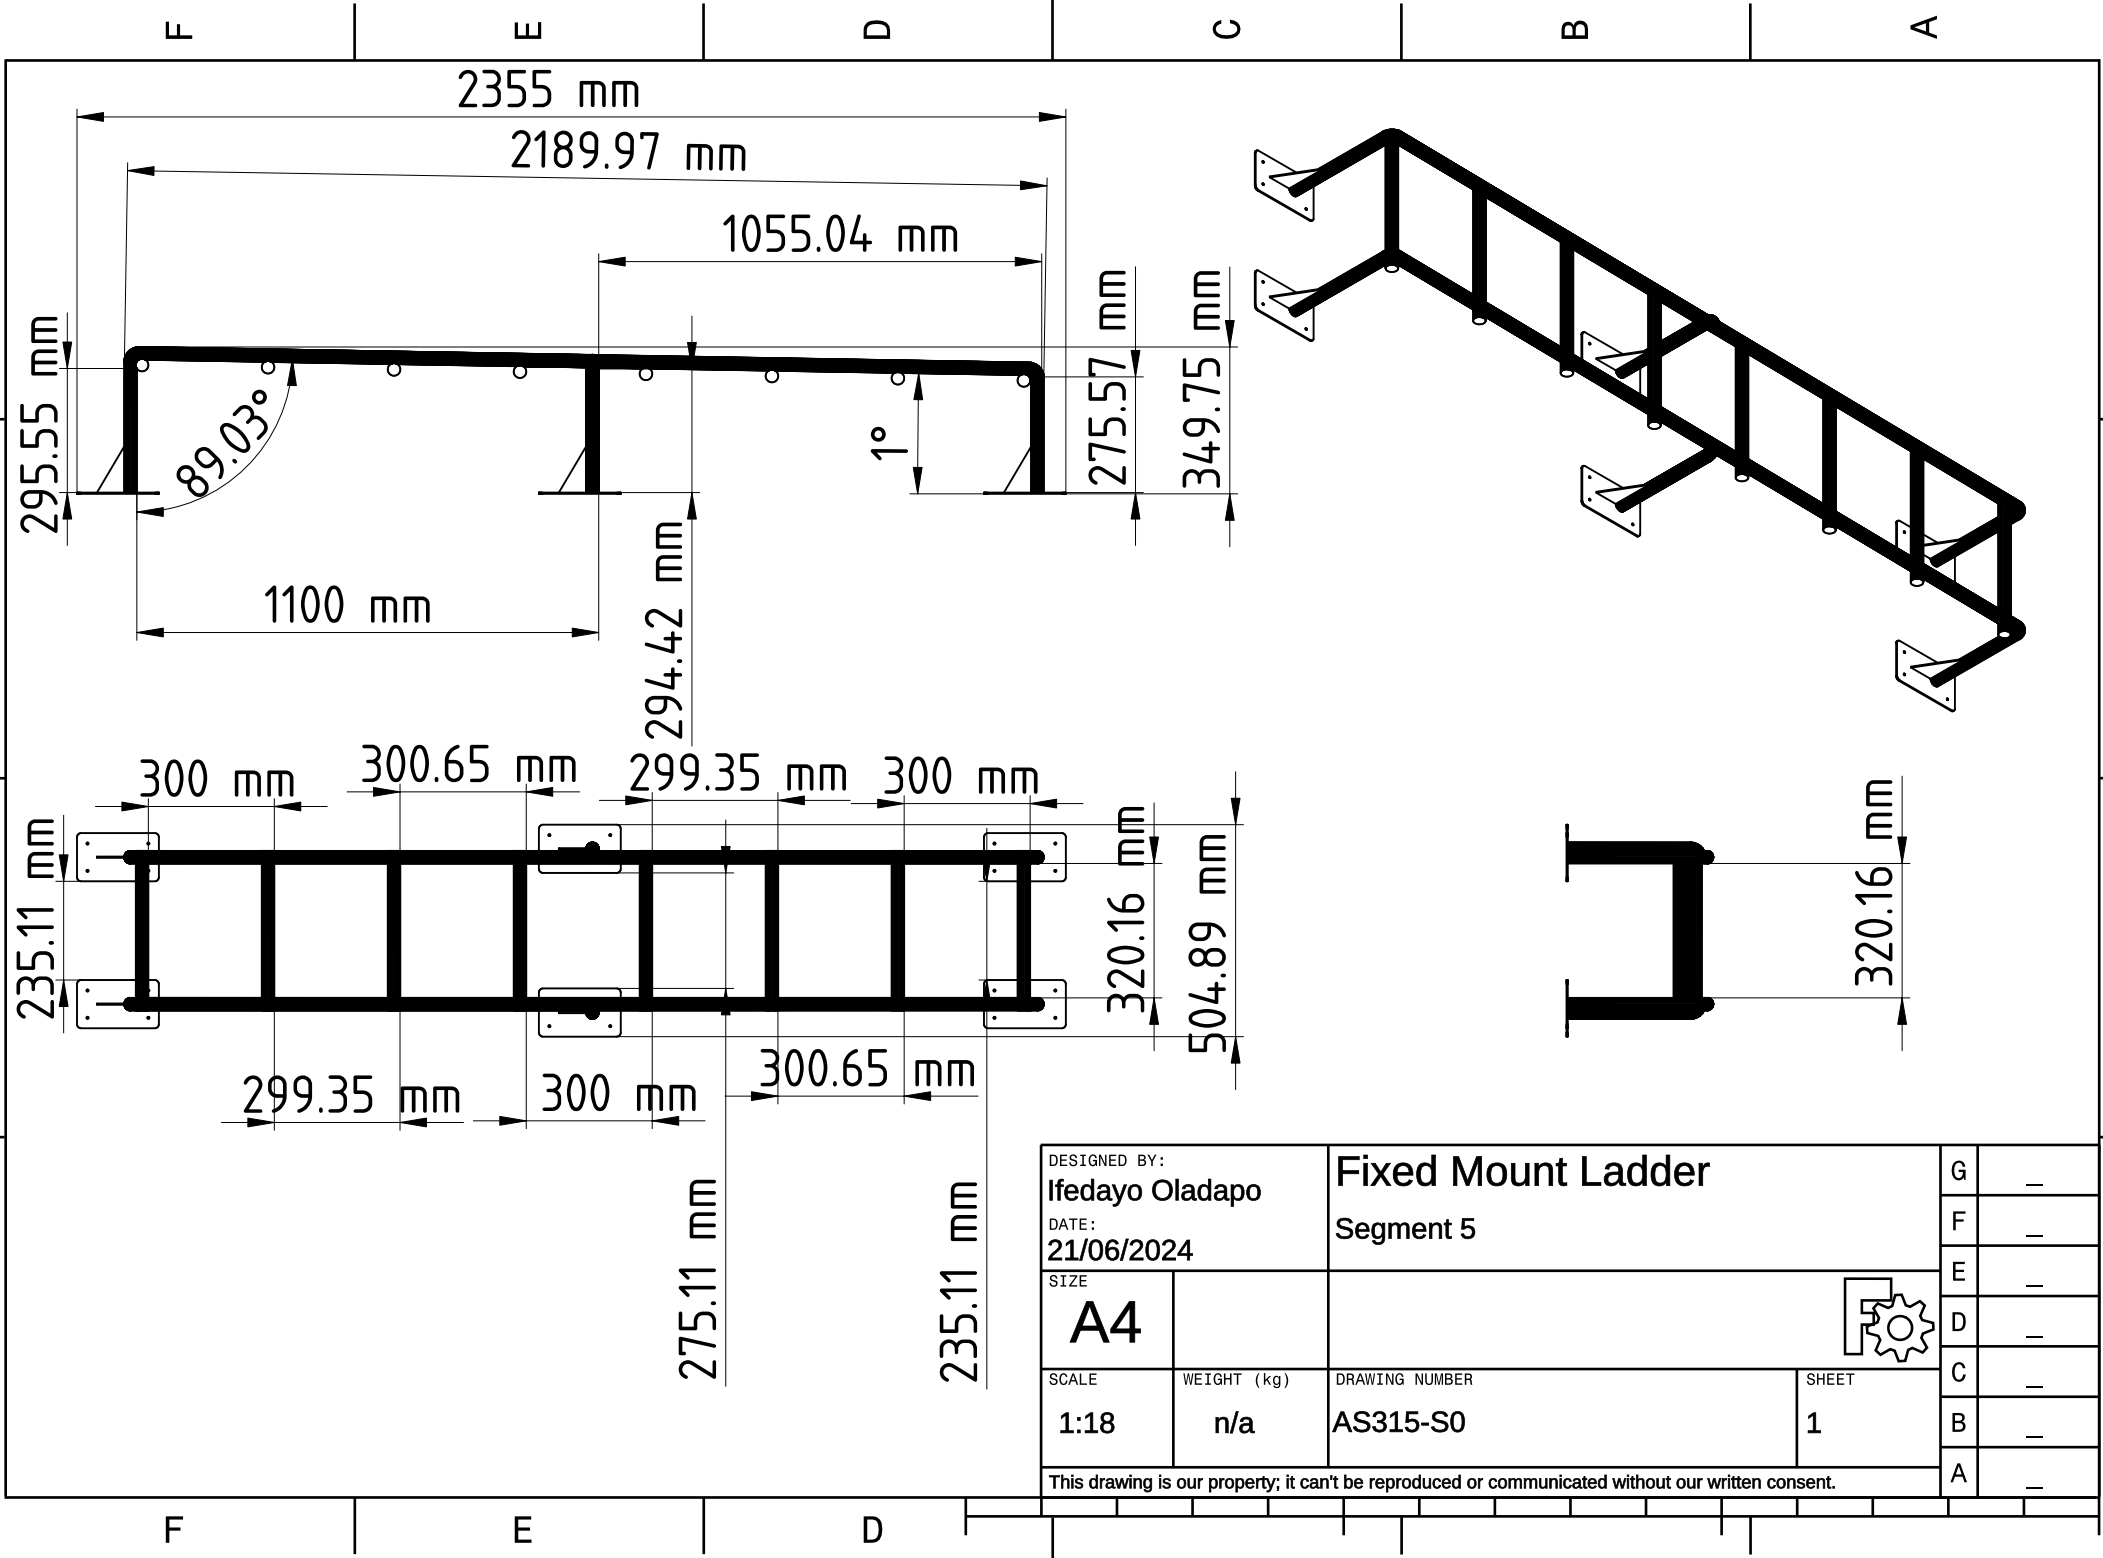 F E D C B A
2355 mm
2189.97 mm
1055.04 mm
295.55 mm
89.03°
1°
275.57 mm
349.75 mm
1100 mm
294.42 mm
300 mm
300.65 mm
299.35 mm
300 mm
235.11 mm
320.16 mm
504.89 mm
320.16 mm
299.35 mm
300 mm
300.65 mm
275.11 mm
235.11 mm
DESIGNED BY:
Ifedayo Oladapo
DATE:
21/06/2024
Fixed Mount Ladder
Segment 5
SIZE
A4
SCALE
1:18
WEIGHT (kg)
n/a
DRAWING NUMBER
AS315-S0
SHEET
1
This drawing is our property; it can't be reproduced or communicated without our written consent.
G _
F _
E _
D _
C _
B _
A _
F E D